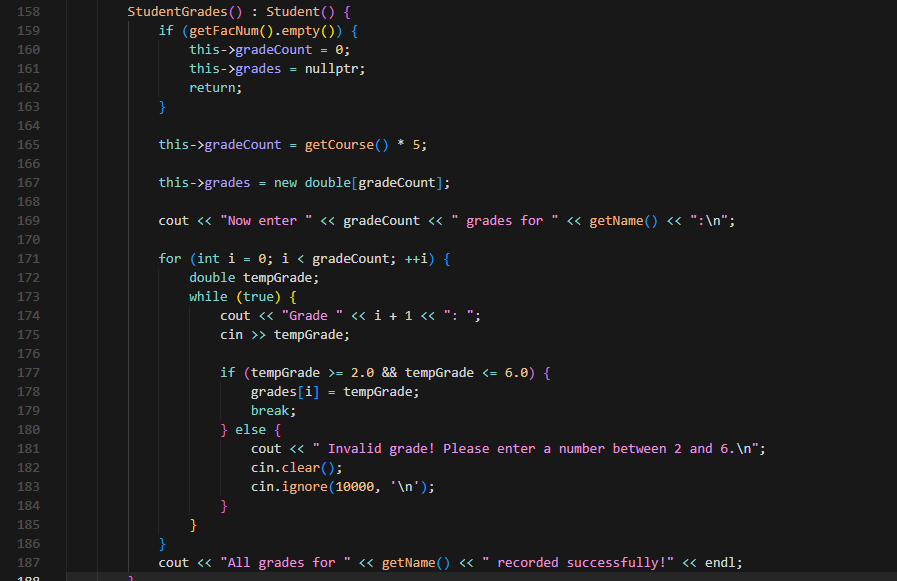 158 StudentGrades() : Student() {
159 if (getFacNum().empty()) {
160 this->gradeCount = 0;
161 this->grades = nullptr;
162 return;
163 }
164
165 this->gradeCount = getCourse() * 5;
166
167 this->grades = new double[gradeCount];
168
169 cout << "Now enter " << gradeCount << " grades for " << getName() << ":\n";
170
171 for (int i = 0; i < gradeCount; ++i) {
172 double tempGrade;
173 while (true) {
174 cout << "Grade " << i + 1 << ": ";
175 cin >> tempGrade;
176
177 if (tempGrade >= 2.0 && tempGrade <= 6.0) {
178 grades[i] = tempGrade;
179 break;
180 } else {
181 cout << " Invalid grade! Please enter a number between 2 and 6.\n";
182 cin.clear();
183 cin.ignore(10000, '\n');
184 }
185 }
186 }
187 cout << "All grades for " << getName() << " recorded successfully!" << endl;
188 }